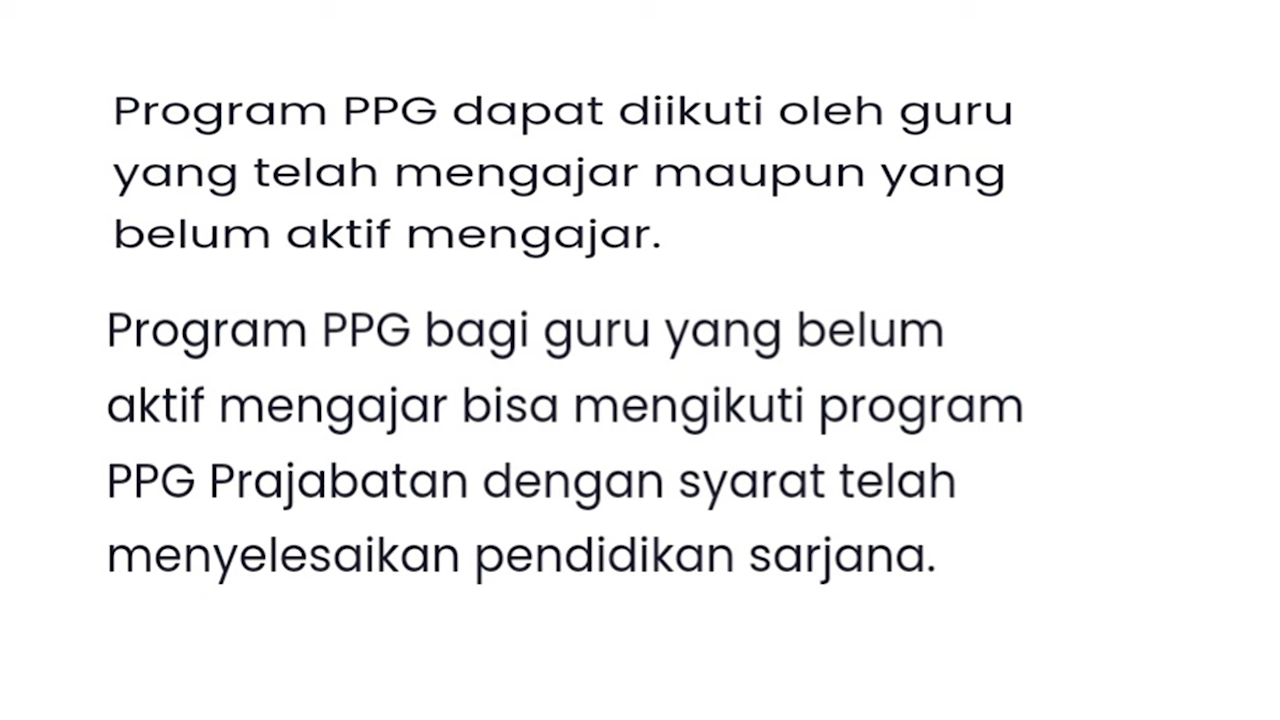 Program PPG dapat diikuti oleh guru
yang telah mengajar maupun yang
belum aktif mengajar.
Program PPG bagi guru yang belum
aktif mengajar bisa mengikuti program
PPG Prajabatan dengan syarat telah
menyelesaikan pendidikan sarjana.